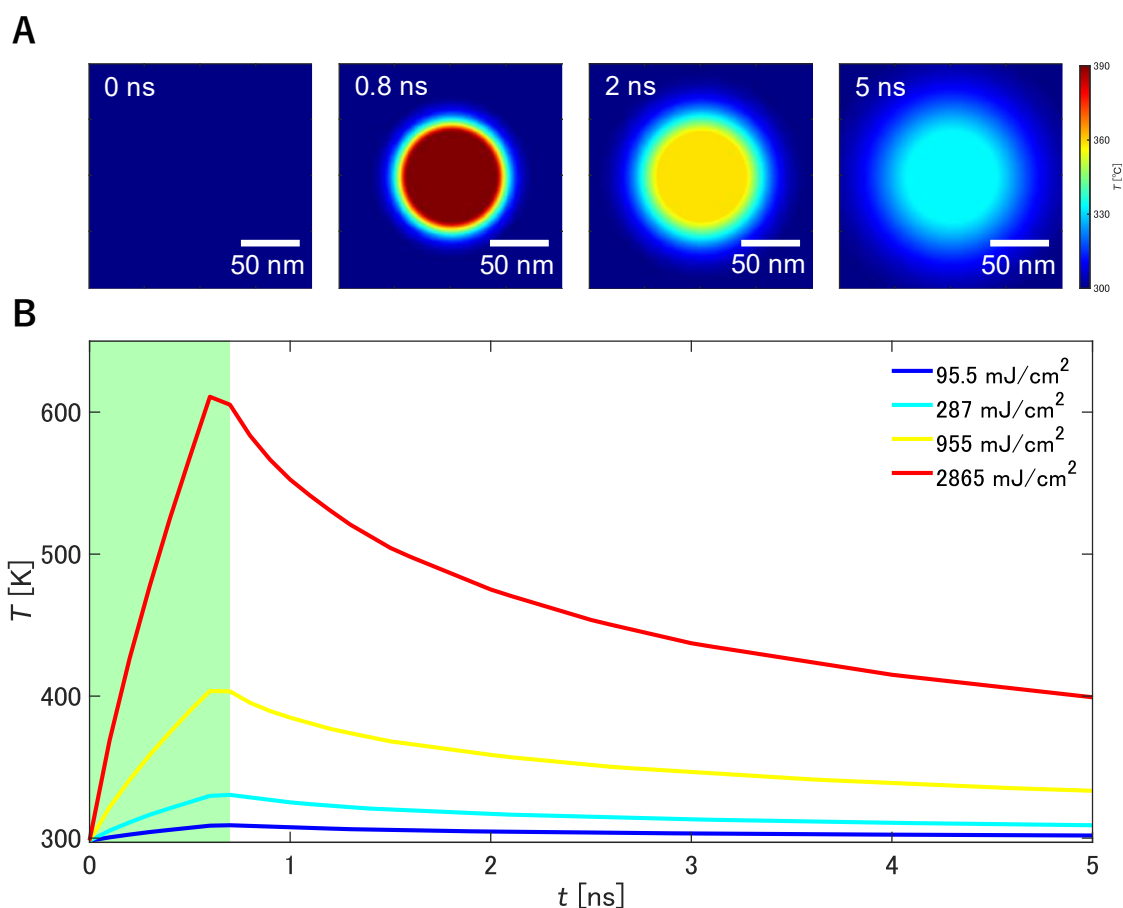 A
0 ns
0.8 ns
2 ns
5 ns
50 nm
50 nm
50 nm
50 nm
390
360
330
300
T [℃]
B
600
500
400
300
T [K]
95.5 mJ/cm²
287 mJ/cm²
955 mJ/cm²
2865 mJ/cm²
0
1
2
3
4
5
t [ns]